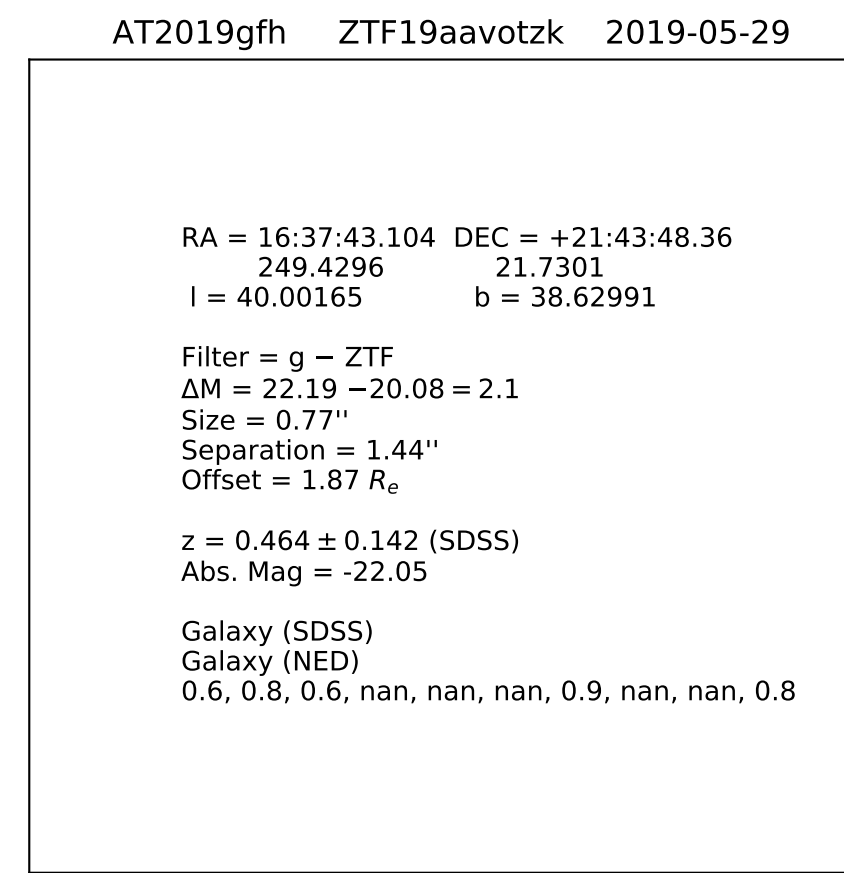 AT2019gfh ZTF19aavotzk 2019-05-29
RA = 16:37:43.104 DEC = +21:43:48.36
249.4296 21.7301
l = 40.00165 b = 38.62991
Filter = g − ZTF
ΔM = 22.19 −20.08 = 2.1
Size = 0.77''
Separation = 1.44''
Offset = 1.87 Re
z = 0.464 ± 0.142 (SDSS)
Abs. Mag = -22.05
Galaxy (SDSS)
Galaxy (NED)
0.6, 0.8, 0.6, nan, nan, nan, 0.9, nan, nan, 0.8